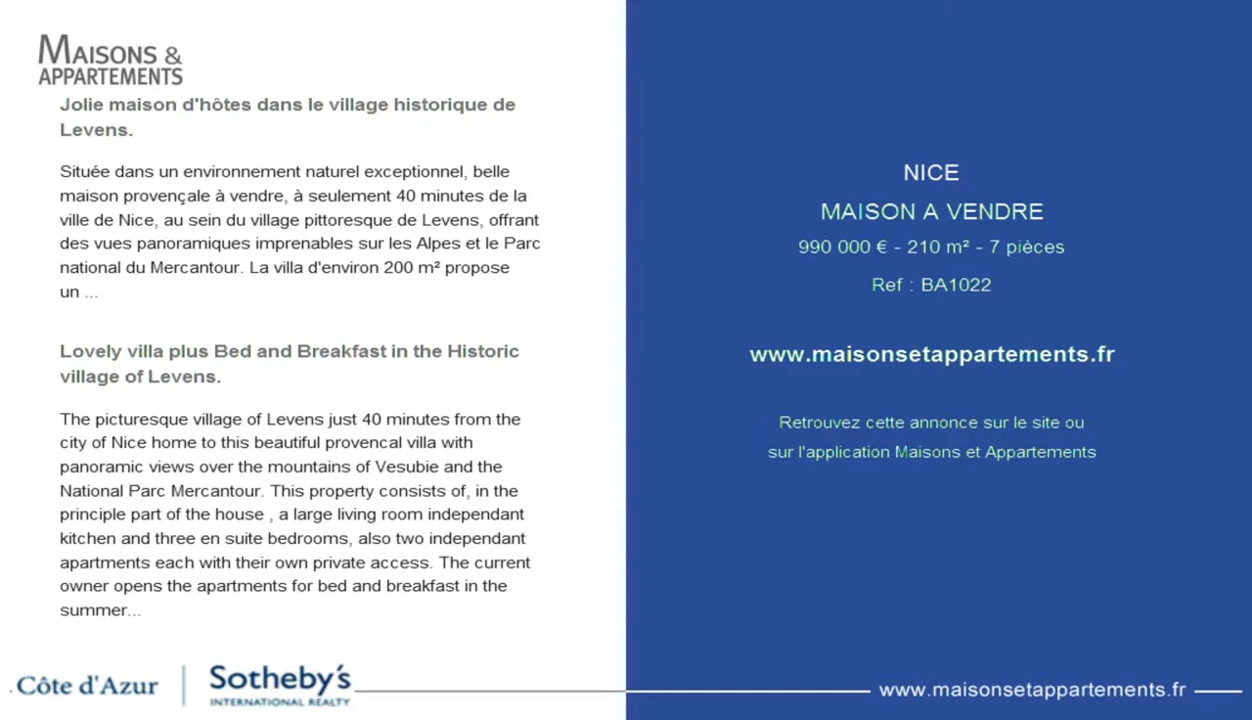 MAISONS &
APPARTEMENTS
Jolie maison d'hôtes dans le village historique de
Levens.
Située dans un environnement naturel exceptionnel, belle
maison provençale à vendre, à seulement 40 minutes de la
ville de Nice, au sein du village pittoresque de Levens, offrant
des vues panoramiques imprenables sur les Alpes et le Parc
national du Mercantour. La villa d'environ 200 m² propose
un ...
Lovely villa plus Bed and Breakfast in the Historic
village of Levens.
The picturesque village of Levens just 40 minutes from the
city of Nice home to this beautiful provencal villa with
panoramic views over the mountains of Vesubie and the
National Parc Mercantour. This property consists of, in the
principle part of the house , a large living room independant
kitchen and three en suite bedrooms, also two independant
apartments each with their own private access. The current
owner opens the apartments for bed and breakfast in the
summer...
Côte d'Azur
Sotheby's
INTERNATIONAL REALTY
NICE
MAISON A VENDRE
990 000 € - 210 m² - 7 pièces
Ref : BA1022
www.maisonsetappartements.fr
Retrouvez cette annonce sur le site ou
sur l'application Maisons et Appartements
www.maisonsetappartements.fr